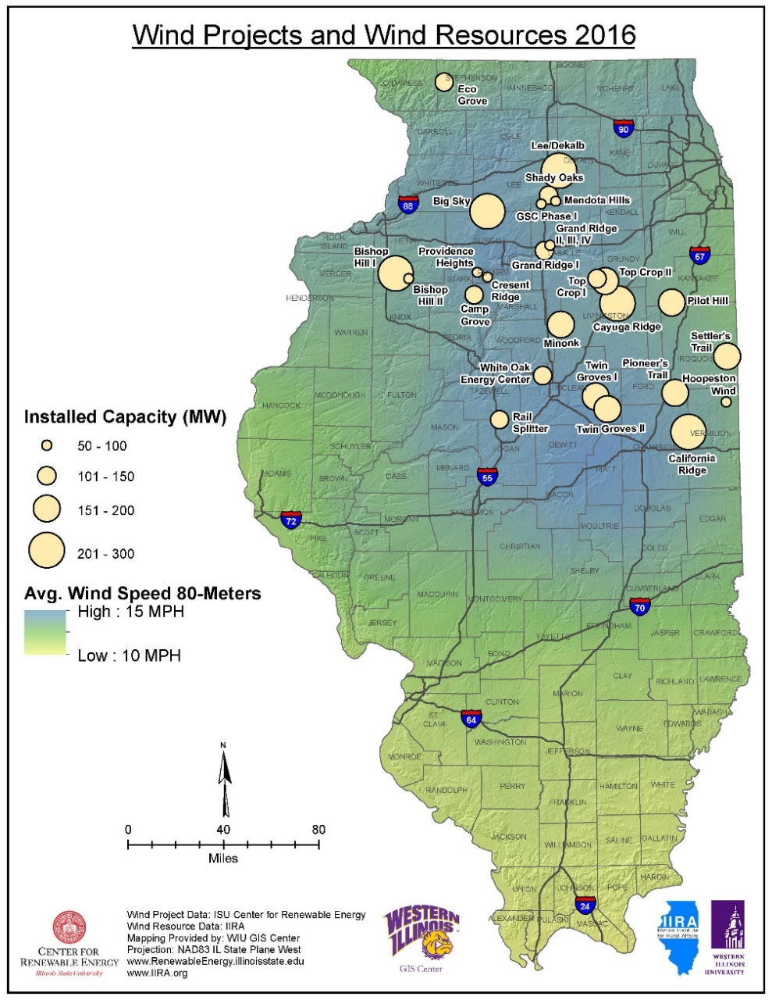 Wind Projects and Wind Resources 2016
BOONE
JO DAVIESS
STEPHENSON
WINNEBAGO
MCHENRY
LAKE
Eco
Grove
90
CARROLL
OGLE
Lee/Dekalb
KANE
DEKALB
DUPAGE
Shady Oaks
WHITESIDE
LEE
COOK
88
Big Sky
Mendota Hills
GSC Phase I
KENDALL
Grand Ridge
II, III, IV
WILL
ROCK
ISLAND
HENRY
BUREAU
LASALLE
GRUNDY
57
Bishop
Hill I
Providence
Heights
Grand Ridge I
MERCER
STARK
PUTNAM
Top
Crop I
Top Crop II
KANKAKEE
Bishop
Hill II
Cresent
Ridge
HENDERSON
Camp
Grove
MARSHALL
Pilot Hill
KNOX
LIVINGSTON
Cayuga Ridge
WARREN
PEORIA
WOODFORD
Minonk
Settler's
Trail
IROQUOIS
White Oak
Energy Center
Twin
Groves I
Pioneer's
Trail
Hoopeston
Wind
TAZEWELL
MCLEAN
FORD
MCDONOUGH
FULTON
HANCOCK
Installed Capacity (MW)
Rail
Splitter
Twin Groves II
MASON
VERMILION
50 - 100
SCHUYLER
LOGAN
DEWITT
CHAMPAIGN
California
Ridge
101 - 150
ADAMS
BROWN
CASS
MENARD
55
PIATT
MACON
151 - 200
72
MORGAN
SANGAMON
DOUGLAS
EDGAR
MOULTRIE
PIKE
SCOTT
CHRISTIAN
COLES
201 - 300
SHELBY
CALHOUN
GREENE
CLARK
CUMBERLAND
Avg. Wind Speed 80-Meters
MACOUPIN
MONTGOMERY
70
High : 15 MPH
JERSEY
EFFINGHAM
FAYETTE
JASPER
CRAWFORD
Low : 10 MPH
BOND
MADISON
CLAY
RICHLAND
LAWRENCE
MARION
CLINTON
ST.
CLAIR
64
WABASH
EDWARDS
WAYNE
WASHINGTON
JEFFERSON
MONROE
N
RANDOLPH
PERRY
HAMILTON
WHITE
FRANKLIN
0 40 80
Miles
JACKSON
WILLIAMSON
SALINE
GALLATIN
HARDIN
UNION
JOHNSON
POPE
24
ALEXANDER
PULASKI
MASSAC
CENTER FOR
RENEWABLE ENERGY
Illinois State University
Wind Project Data: ISU Center for Renewable Energy
Wind Resource Data: IIRA
Mapping Provided by: WIU GIS Center
Projection: NAD83 IL State Plane West
www.RenewableEnergy.illinoisstate.edu
www.IIRA.org
WESTERN
ILLINOIS
GIS Center
IIRA
Illinois Institute
for Rural Affairs
WESTERN
ILLINOIS
UNIVERSITY